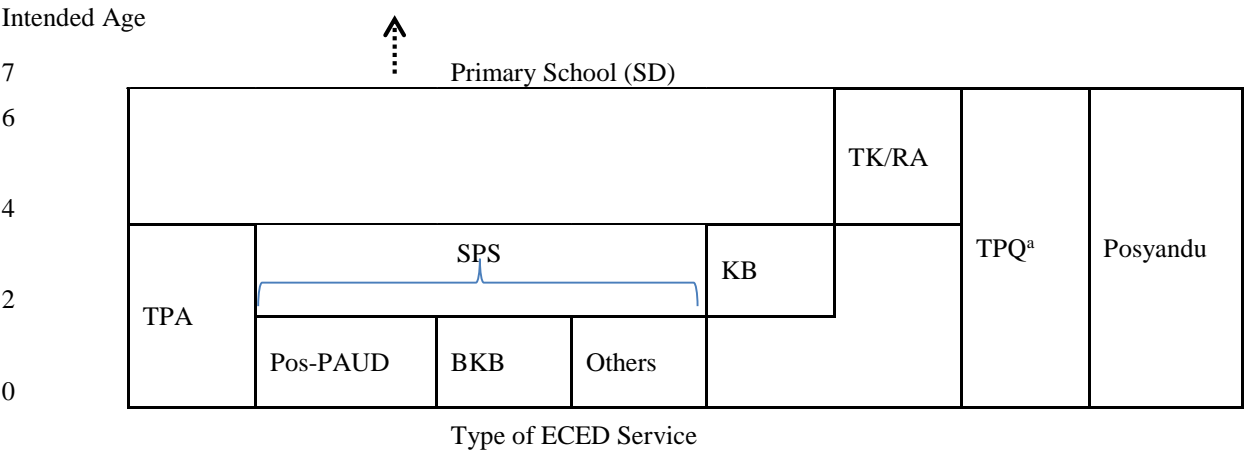 Intended Age
7
Primary School (SD)
6
TK/RA
4
SPS
KB
TPQᵃ
Posyandu
2
TPA
Pos-PAUD
BKB
Others
0
Type of ECED Service